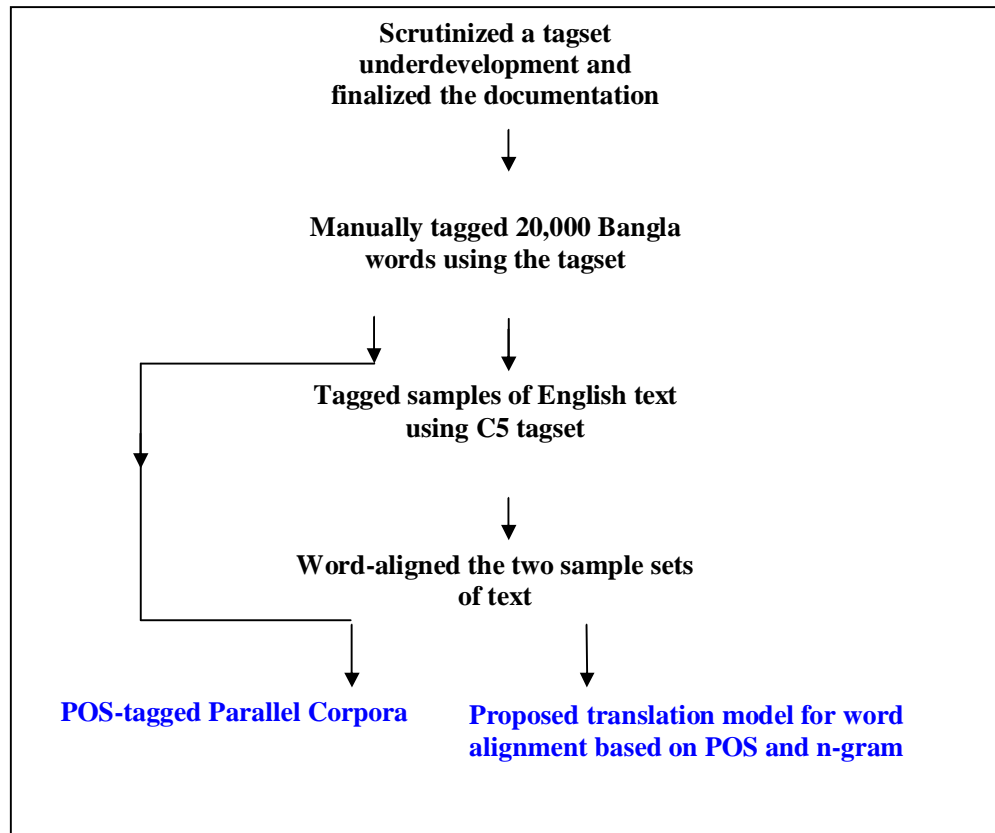 Scrutinized a tagset
underdevelopment and
finalized the documentation
Manually tagged 20,000 Bangla
words using the tagset
Tagged samples of English text
using C5 tagset
Word-aligned the two sample sets
of text
POS-tagged Parallel Corpora
Proposed translation model for word
alignment based on POS and n-gram